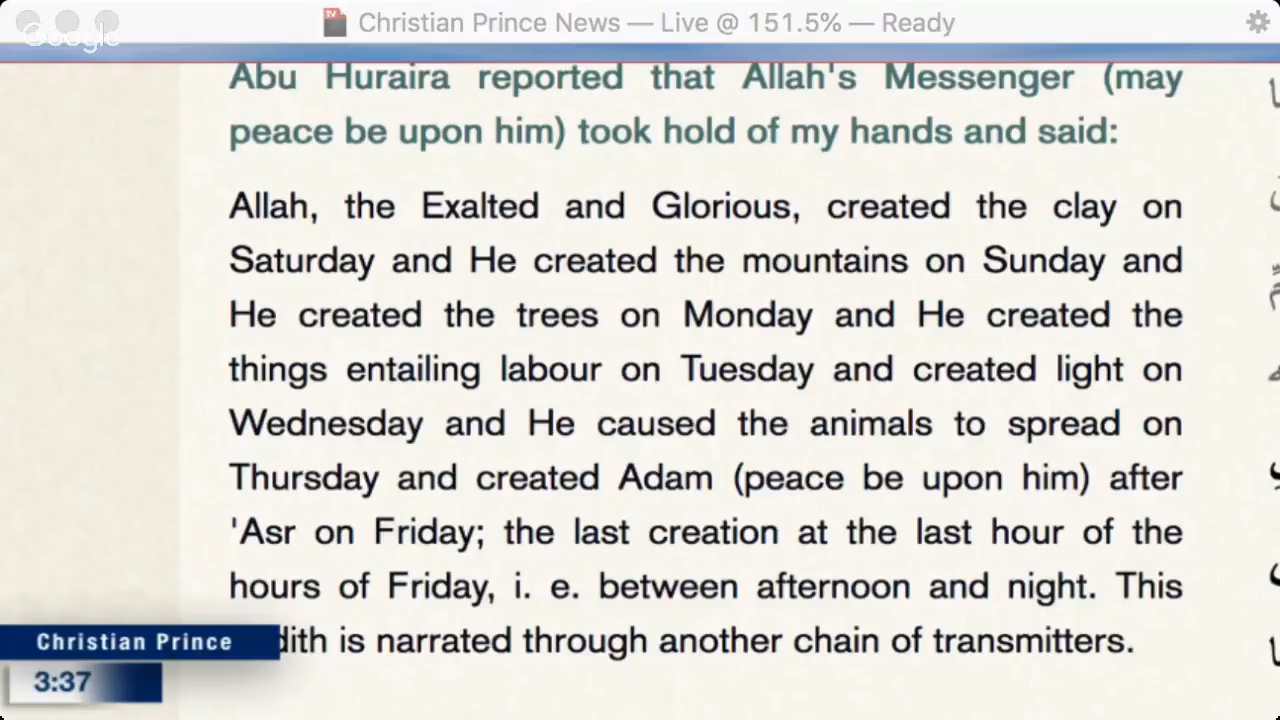 Christian Prince News — Live @ 151.5% — Ready
Google
Abu Huraira reported that Allah's Messenger (may
peace be upon him) took hold of my hands and said:
Allah, the Exalted and Glorious, created the clay on
Saturday and He created the mountains on Sunday and
He created the trees on Monday and He created the
things entailing labour on Tuesday and created light on
Wednesday and He caused the animals to spread on
Thursday and created Adam (peace be upon him) after
'Asr on Friday; the last creation at the last hour of the
hours of Friday, i. e. between afternoon and night. This
dith is narrated through another chain of transmitters.
Christian Prince
3:37